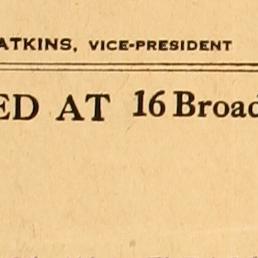 ATKINS, VICE-PRESIDENT
ED AT 16 Broad